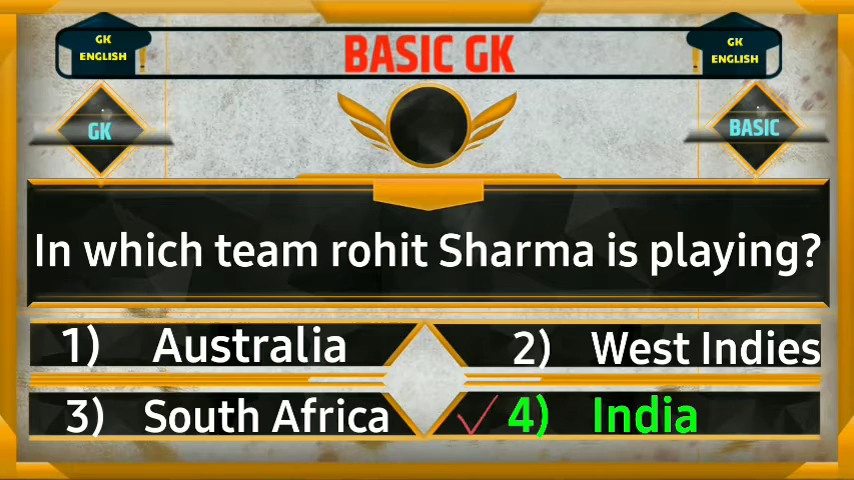 GK
ENGLISH
BASIC GK
GK
ENGLISH
GK
BASIC
In which team rohit Sharma is playing?
1) Australia
2) West Indies
3) South Africa
4) India